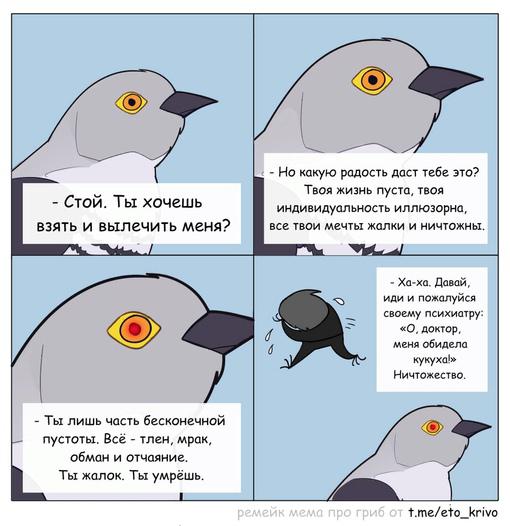 - Стой. Ты хочешь
взять и вылечить меня?
- Но какую радость даст тебе это?
Твоя жизнь пуста, твоя
индивидуальность иллюзорна,
все твои мечты жалки и ничтожны.
- Ты лишь часть бесконечной
пустоты. Всё - тлен, мрак,
обман и отчаяние.
Ты жалок. Ты умрёшь.
- Ха-ха. Давай,
иди и пожалуйся
своему психиатру:
«О, доктор,
меня обидела
кукуха!»
Ничтожество.
ремейк мема про гриб от t.me/eto_krivo